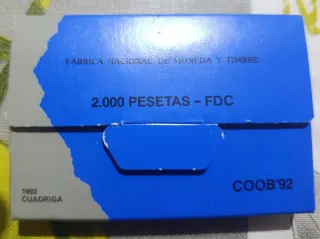 FABRICA NACIONAL DE MONEDA Y TIMBRE
2.000 PESETAS - FDC
1992
CUADRIGA
COOB'92